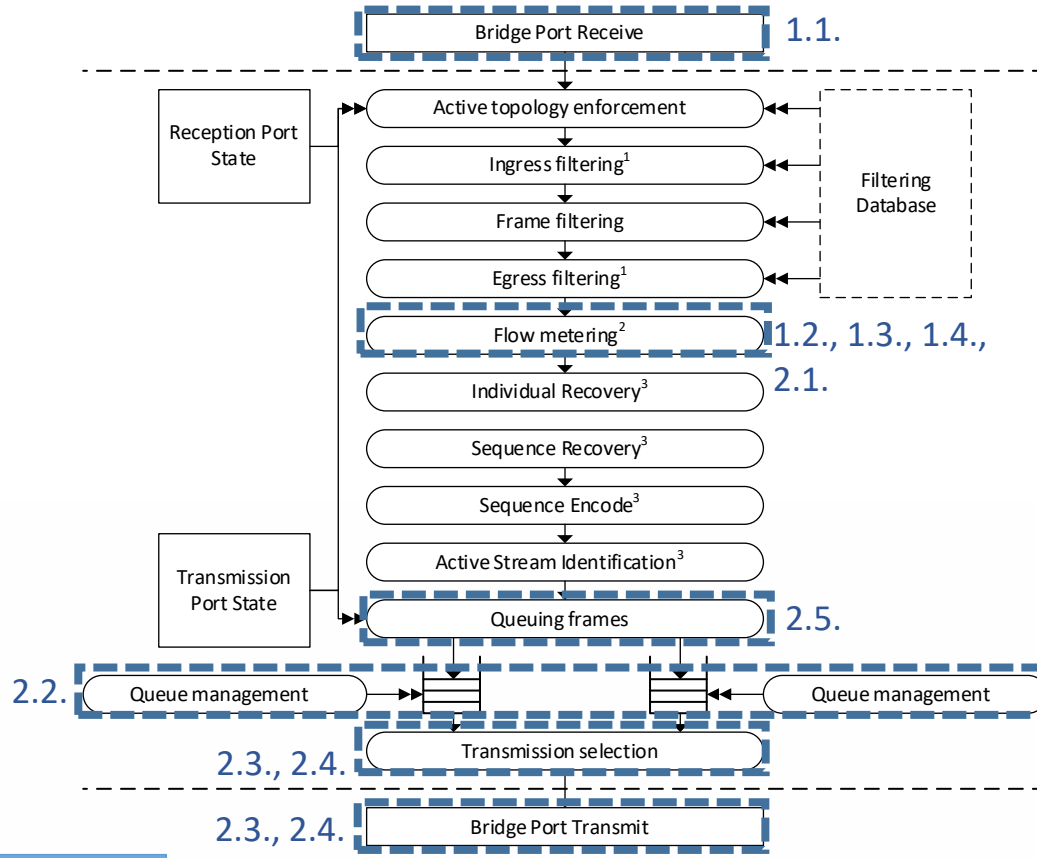 Bridge Port Receive
1.1.
Active topology enforcement
Reception Port
State
Ingress filtering¹
Filtering
Database
Frame filtering
Egress filtering¹
Flow metering²
1.2., 1.3., 1.4.,
2.1.
Individual Recovery³
Sequence Recovery³
Sequence Encode³
Active Stream Identification³
Transmission
Port State
Queuing frames
2.5.
2.2.
Queue management
Queue management
Transmission selection
2.3., 2.4.
Bridge Port Transmit
2.3., 2.4.